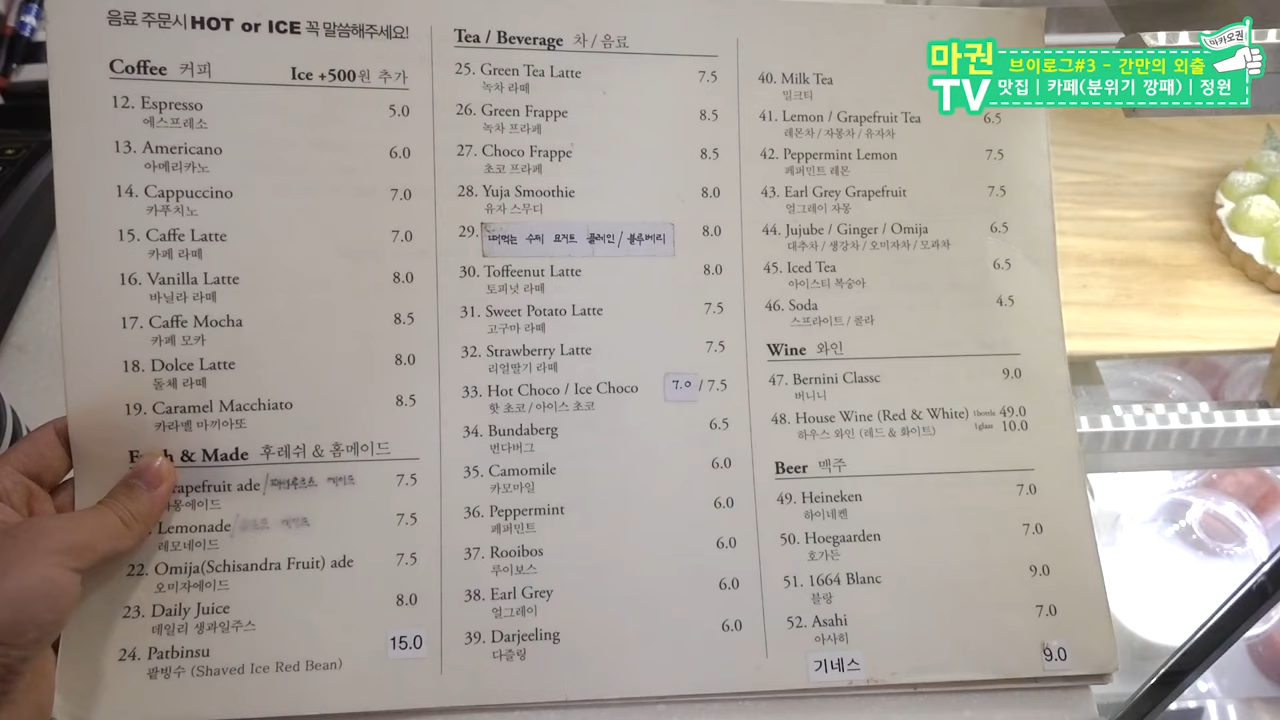 음료 주문시 HOT or ICE 꼭 말씀해주세요!
Coffee 커피 Ice +500원 추가
12. Espresso 5.0
에스프레소
13. Americano 6.0
아메리카노
14. Cappuccino 7.0
카푸치노
15. Caffe Latte 7.0
카페 라떼
16. Vanilla Latte 8.0
바닐라 라떼
17. Caffe Mocha 8.5
카페 모카
18. Dolce Latte 8.0
돌체 라떼
19. Caramel Macchiato 8.5
카라멜 마끼아또
& Made 후레쉬 & 홈메이드
rapefruit ade / 에이드 7.5
몽에이드
Lemonade / 7.5
레모네이드
22. Omija(Schisandra Fruit) ade 7.5
오미자에이드
23. Daily Juice 8.0
데일리 생과일주스
24. Patbinsu 15.0
팥빙수 (Shaved Ice Red Bean)
Tea / Beverage 차 / 음료
25. Green Tea Latte 7.5
녹차 라떼
26. Green Frappe 8.5
녹차 프라페
27. Choco Frappe 8.5
초코 프라페
28. Yuja Smoothie 8.0
유자 스무디
29. 떠먹는 수제 요거트 플레인 / 블루베리 8.0
30. Toffeenut Latte 8.0
토피넛 라떼
31. Sweet Potato Latte 7.5
고구마 라떼
32. Strawberry Latte 7.5
리얼딸기 라떼
33. Hot Choco / Ice Choco 7.0 / 7.5
핫 초코 / 아이스 초코
34. Bundaberg 6.5
번다버그
35. Camomile 6.0
카모마일
36. Peppermint 6.0
페퍼민트
37. Rooibos 6.0
루이보스
38. Earl Grey 6.0
얼그레이
39. Darjeeling 6.0
다즐링
40. Milk Tea
밀크티
41. Lemon / Grapefruit Tea 6.5
레몬차 / 자몽차 / 유자차
42. Peppermint Lemon 7.5
페퍼민트 레몬
43. Earl Grey Grapefruit 7.5
얼그레이 자몽
44. Jujube / Ginger / Omija 6.5
대추차 / 생강차 / 오미자차 / 모과차
45. Iced Tea 6.5
아이스티 복숭아
46. Soda 4.5
스프라이트 / 콜라
Wine 와인
47. Bernini Classc 9.0
버니니
48. House Wine (Red & White) 1bottle 49.0
하우스 와인 (레드 & 화이트) 1glass 10.0
Beer 맥주
49. Heineken 7.0
하이네켄
50. Hoegaarden 7.0
호가든
51. 1664 Blanc 9.0
블랑
52. Asahi 7.0
아사히
기네스 9.0
마권TV
브이로그#3 - 간만의 외출
맛집 | 카페(분위기 깡패) | 정원
마카오권